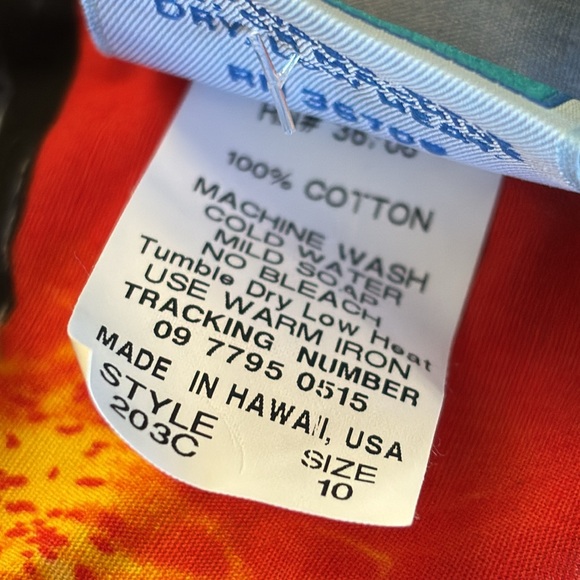 DRY
100% COTTON
MACHINE WASH
COLD WATER
MILD SOAP
NO BLEACH
Tumble Dry Low Heat
USE WARM IRON
TRACKING NUMBER
09 7795 0515
MADE IN HAWAII, USA
STYLE
203C
SIZE
10